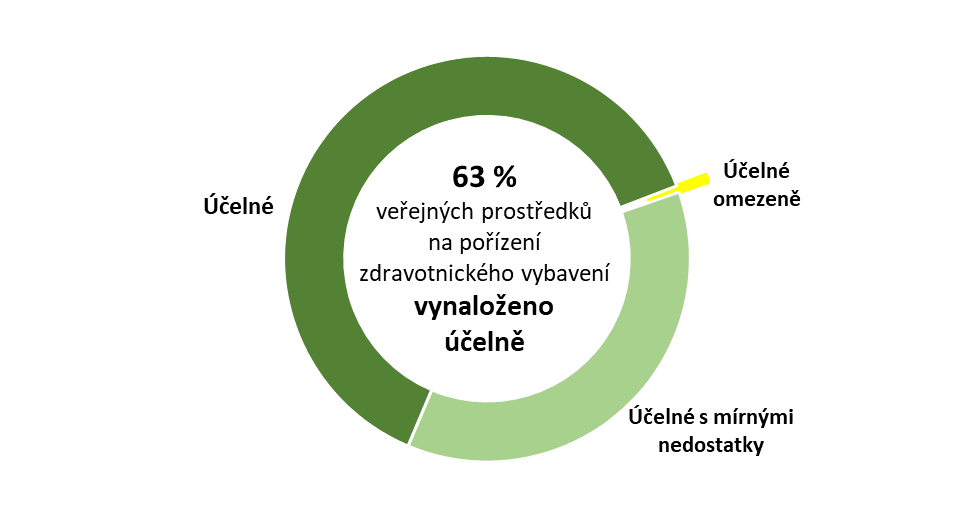 63 %
veřejných prostředků
na pořízení
zdravotnického vybavení
vynaloženo
účelně
Účelné
Účelné
omezeně
Účelné s mírnými
nedostatky